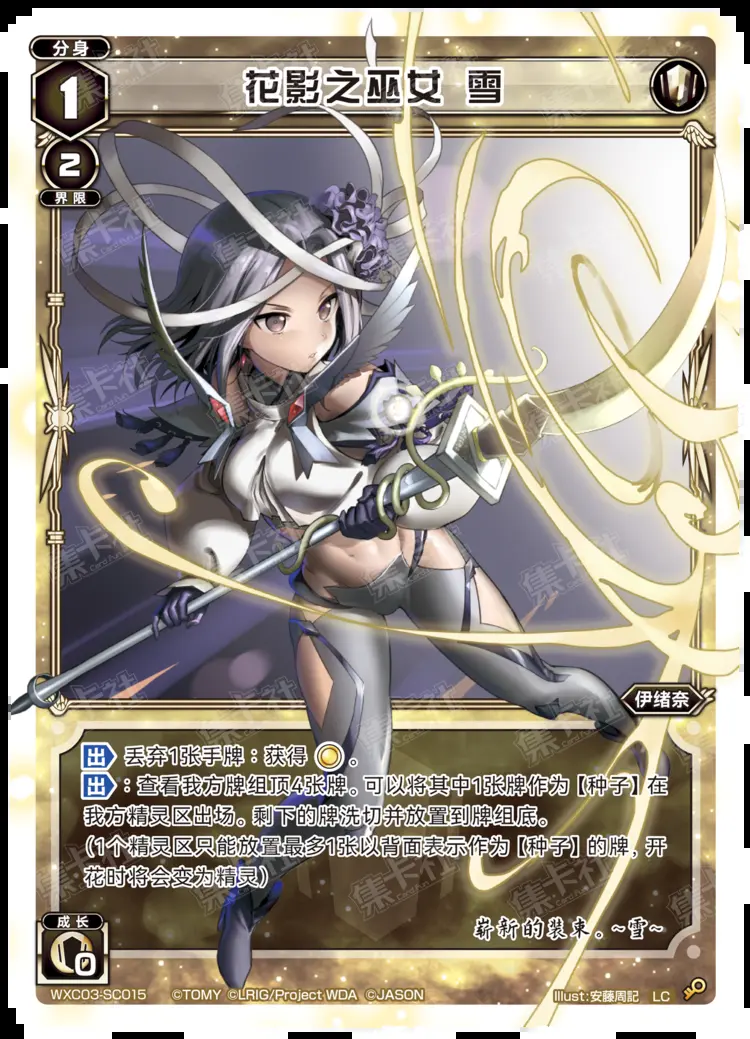 分身
1
花影之巫女 雪
2
界限
伊绪奈
出 丢弃1张手牌：获得 。
出 ：查看我方牌组顶4张牌。可以将其中1张牌作为【种子】在
我方精灵区出场。剩下的牌洗切并放置到牌组底。
（1个精灵区只能放置最多1张以背面表示作为【种子】的牌，开
花时将会变为精灵）
崭新的装束。~雪~
成长
0
WXC03-SC015 ©TOMY ©LRIG/Project WDA ©JASON
Illust:安藤周記 LC
集卡社